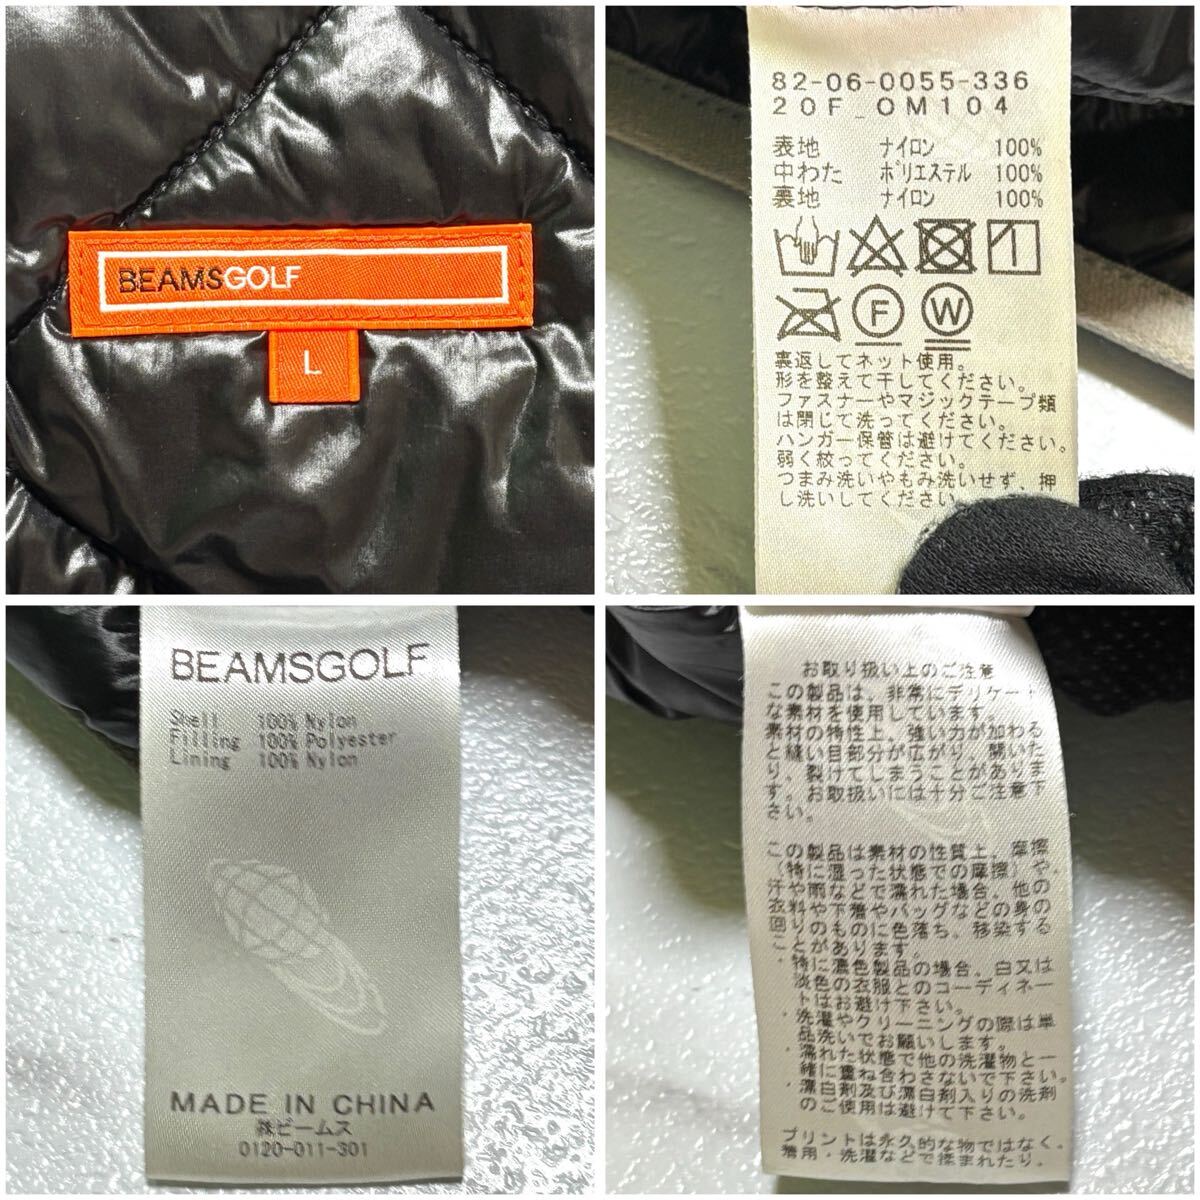 BEAMSGOLF
L
82-06-0055-336
20F_OM104
表地 ナイロン 100%
中わた ポリエステル 100%
裏地 ナイロン 100%
F W
裏返してネット使用。
形を整えて干してください。
ファスナーやマジックテープ類
は閉じて洗ってください。
ハンガー保管は避けてください。
弱く絞ってください。
つまみ洗いやもみ洗いせず、押
し洗いしてください。
BEAMSGOLF
Shell 100% Nylon
Filling 100% Polyester
Lining 100% Nylon
MADE IN CHINA
㈱ビームス
0120-011-301
お取り扱い上のご注意
この製品は、非常にデリケート
な素材を使用しています。
素材の特性上、強い力が加わる
と縫い目部分が広がり、開いた
り、裂けてしまうことがありま
す。お取扱いには十分ご注意下
さい。
この製品は素材の性質上、摩擦
(特に湿った状態での摩擦)や、
汗や雨などで濡れた場合、他の
衣料や下着やバッグなどの身の
回りのものに色落ち、移染する
ことがあります。
・特に濃色製品の場合、白又は
淡色の衣服とのコーディネー
トはお避け下さい。
・洗濯やクリーニングの際は単
品洗いでお願いします。
・濡れた状態で他の洗濯物と一
緒に重ね合わさないで下さい。
・漂白剤及び漂白剤入りの洗剤
のご使用は避けて下さい。
プリントは永久的な物ではなく、
着用・洗濯などで揉まれたり、